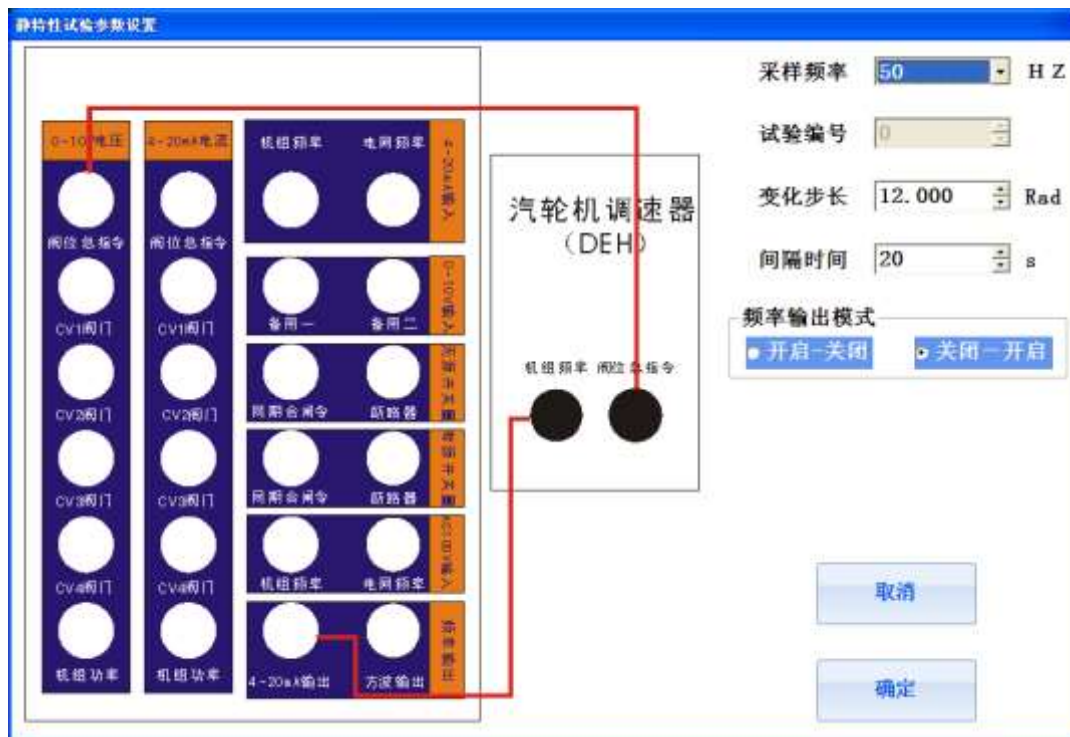 静特性试验参数设置
采样频率 50 HZ
试验编号 0
变化步长 12.000 Rad
间隔时间 20 s
频率输出模式
开启-关闭 关闭-开启
取消
确定
0-10V电压 4-20mA电流 机组频率 电网频率 4-20mA输入
阀位总指令 阀位总指令
CV1阀门 CV1阀门 备用一 备用二 0-10V输入
CV2阀门 CV2阀门 同期合闸令 断路器
CV3阀门 CV3阀门 同期合闸令 断路器
CV4阀门 CV4阀门 机组频率 电网频率
机组功率 机组功率 4-20mA输出 方波输出 频率输出
汽轮机调速器
(DEH)
机组频率 阀位总指令